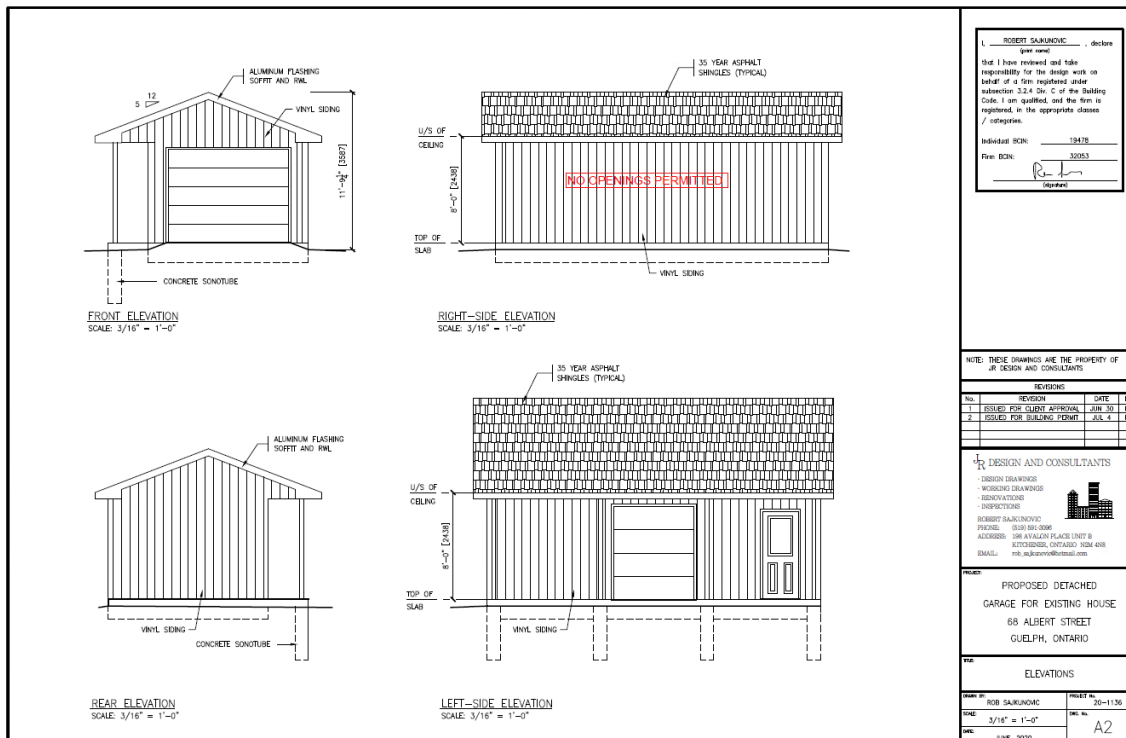 ALUMINUM FLASHING
SOFFIT AND RWL
12
5
VINYL SIDING
11'-9¼" [3587]
CONCRETE SONOTUBE
FRONT ELEVATION
SCALE: 3/16" = 1'-0"
35 YEAR ASPHALT
SHINGLES (TYPICAL)
U/S OF
CEILING
8'-0" [2438]
NO OPENINGS PERMITTED
TOP OF
SLAB
VINYL SIDING
RIGHT-SIDE ELEVATION
SCALE: 3/16" = 1'-0"
ALUMINUM FLASHING
SOFFIT AND RWL
VINYL SIDING
CONCRETE SONOTUBE
REAR ELEVATION
SCALE: 3/16" = 1'-0"
35 YEAR ASPHALT
SHINGLES (TYPICAL)
U/S OF
CEILING
8'-0" [2438]
TOP OF
SLAB
VINYL SIDING
LEFT-SIDE ELEVATION
SCALE: 3/16" = 1'-0"
I, ROBERT SAJKUNOVIC , declare
(print name)
that I have reviewed and take
responsibility for the design work on
behalf of a firm registered under
subsection 3.2.4 Div. C of the Building
Code. I am qualified, and the firm is
registered, in the appropriate classes
/ categories.
Individual BCIN: 19478
Firm BCIN: 32053
(signature)
NOTE: THESE DRAWINGS ARE THE PROPERTY OF
JR DESIGN AND CONSULTANTS
REVISIONS
No. REVISION DATE
1 ISSUED FOR CLIENT APPROVAL JUN 30
2 ISSUED FOR BUILDING PERMIT JUL 4
JR DESIGN AND CONSULTANTS
- DESIGN DRAWINGS
- WORKING DRAWINGS
- RENOVATIONS
- INSPECTIONS
ROBERT SAJKUNOVIC
PHONE: (519) 591-3096
ADDRESS: 198 AVALON PLACE UNIT B
KITCHENER, ONTARIO N2M 4N8
EMAIL: rob_sajkunovic@hotmail.com
PROJECT:
PROPOSED DETACHED
GARAGE FOR EXISTING HOUSE
68 ALBERT STREET
GUELPH, ONTARIO
TITLE:
ELEVATIONS
DRAWN BY:
ROB SAJKUNOVIC
PROJECT No.
20-1136
SCALE:
3/16" = 1'-0"
DWG. No.
A2
DATE:
JUNE, 2020